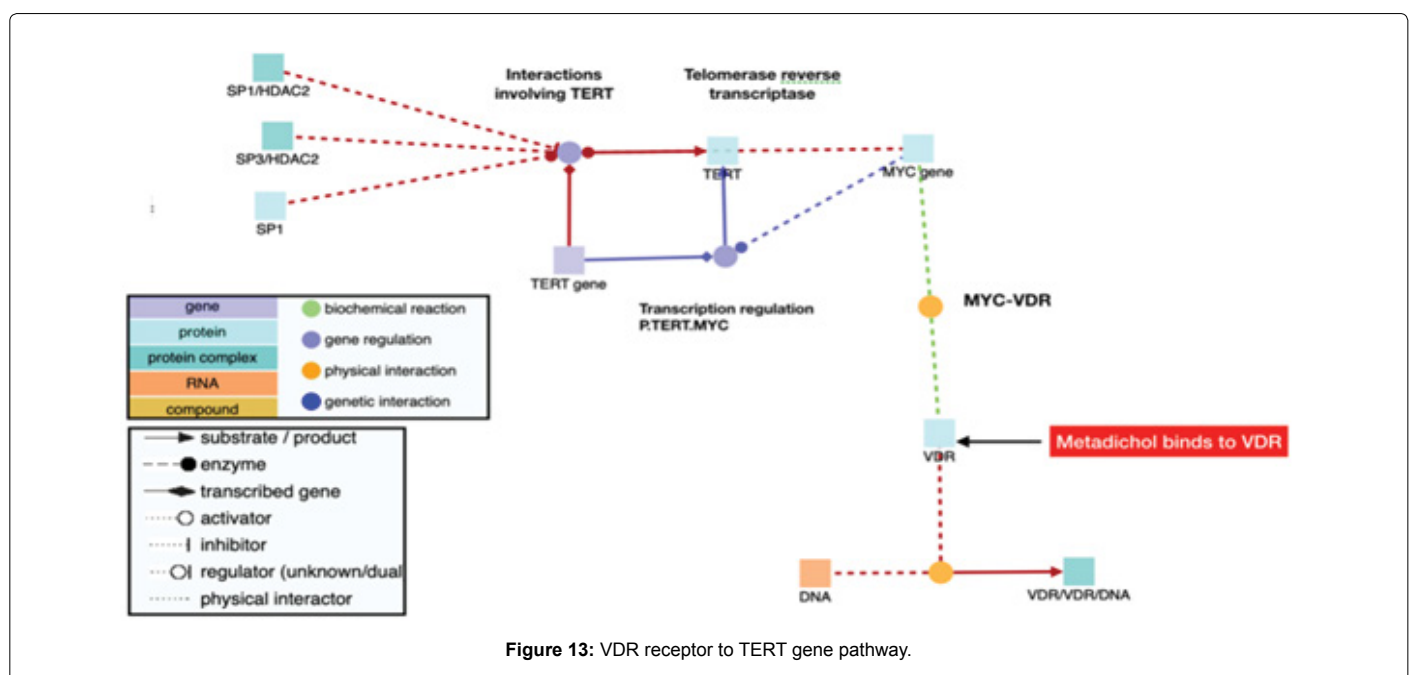 SP1/HDAC2
SP3/HDAC2
SP1
Interactions
involving TERT
Telomerase reverse
transcriptase
TERT
MYC gene
TERT gene
Transcription regulation
P.TERT.MYC
MYC-VDR
VDR
Metadichol binds to VDR
DNA
VDR/VDR/DNA
gene
protein
protein complex
RNA
compound
biochemical reaction
gene regulation
physical interaction
genetic interaction
substrate / product
enzyme
transcribed gene
activator
inhibitor
regulator (unknown/dual
physical interactor
Figure 13: VDR receptor to TERT gene pathway.